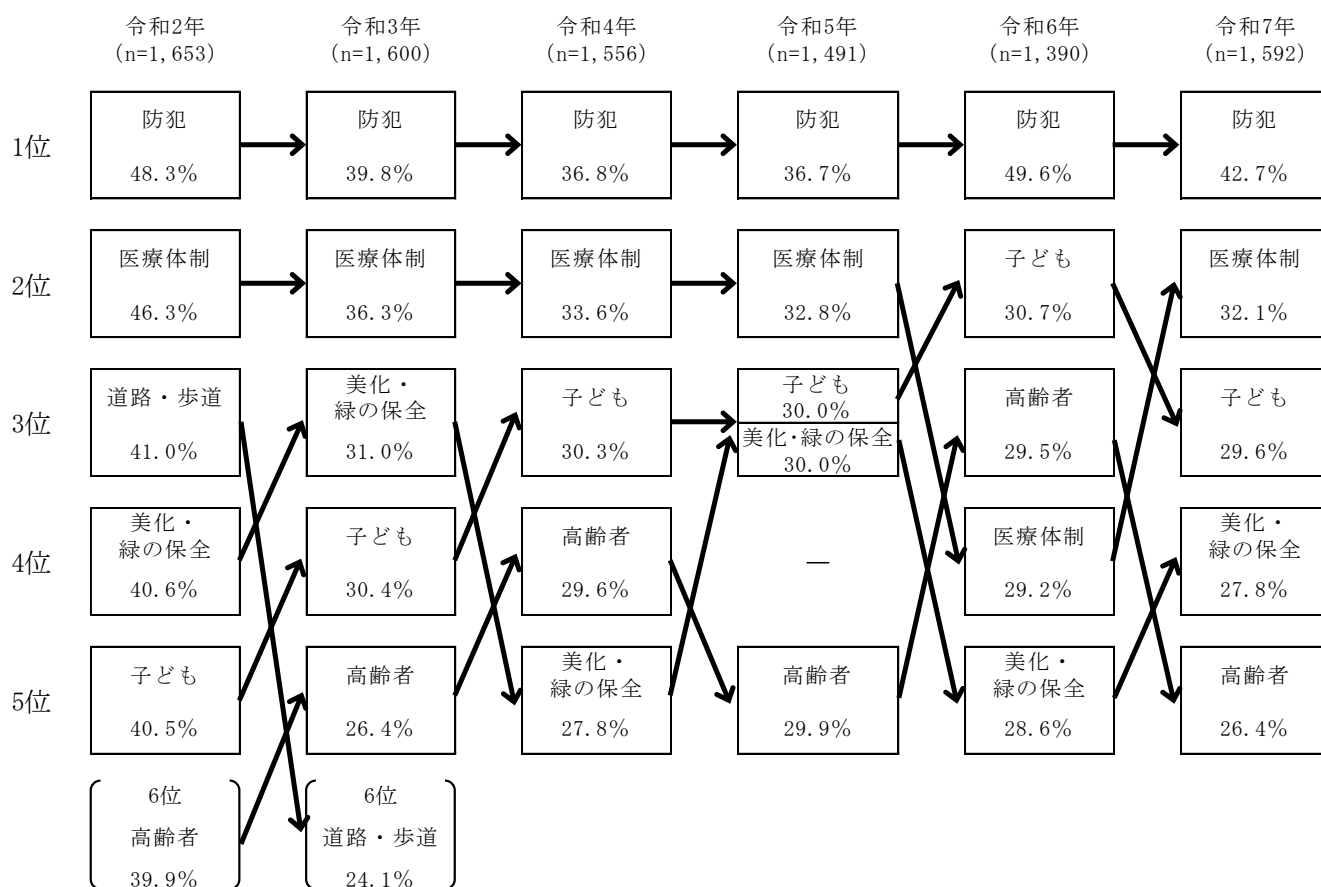 令和2年 令和3年 令和4年 令和5年 令和6年 令和7年
(n=1,653) (n=1,600) (n=1,556) (n=1,491) (n=1,390) (n=1,592)
1位
防犯 防犯 防犯 防犯 防犯 防犯
48.3% 39.8% 36.8% 36.7% 49.6% 42.7%
2位
医療体制 医療体制 医療体制 医療体制 子ども 医療体制
46.3% 36.3% 33.6% 32.8% 30.7% 32.1%
3位
道路・歩道
41.0%
美化・
緑の保全
31.0%
子ども
30.3%
子ども
30.0%
美化・緑の保全
30.0%
高齢者
29.5%
子ども
29.6%
4位
美化・
緑の保全
40.6%
子ども
30.4%
高齢者
29.6%
―
医療体制
29.2%
美化・
緑の保全
27.8%
5位
子ども
40.5%
高齢者
26.4%
美化・
緑の保全
27.8%
高齢者
29.9%
美化・
緑の保全
28.6%
高齢者
26.4%
6位
高齢者
39.9%
6位
道路・歩道
24.1%